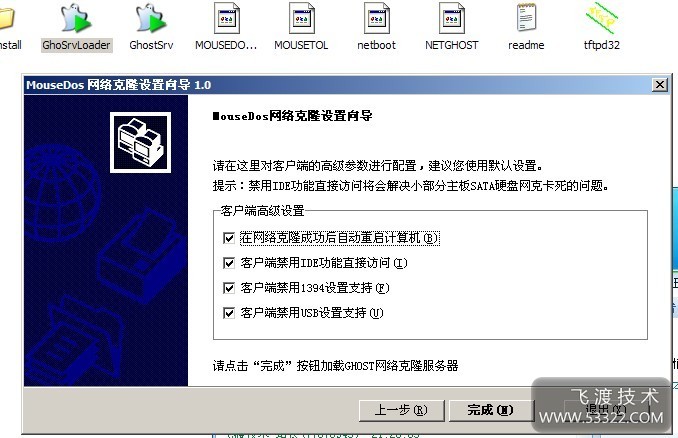 nstall
GhoSrvLoader
GhostSrv
MOUSEDO...
MOUSETOL
netboot
NETGHOST
readme
tftpd32
MouseDos 网络克隆设置向导 1.0
MouseDos网络克隆设置向导
请在这里对客户端的高级参数进行配置，建议您使用默认设置。
提示：禁用IDE功能直接访问将会解决小部分主板SATA硬盘网克卡死的问题。
客户端高级设置
在网络克隆成功后自动重启计算机(B)
客户端禁用IDE功能直接访问(I)
客户端禁用1394设置支持(F)
客户端禁用USB设置支持(U)
请点击“完成”按钮加载GHOST网络克隆服务器
上一步(R)
完成(N)
退出(X)
飞渡技术
www.53322.com